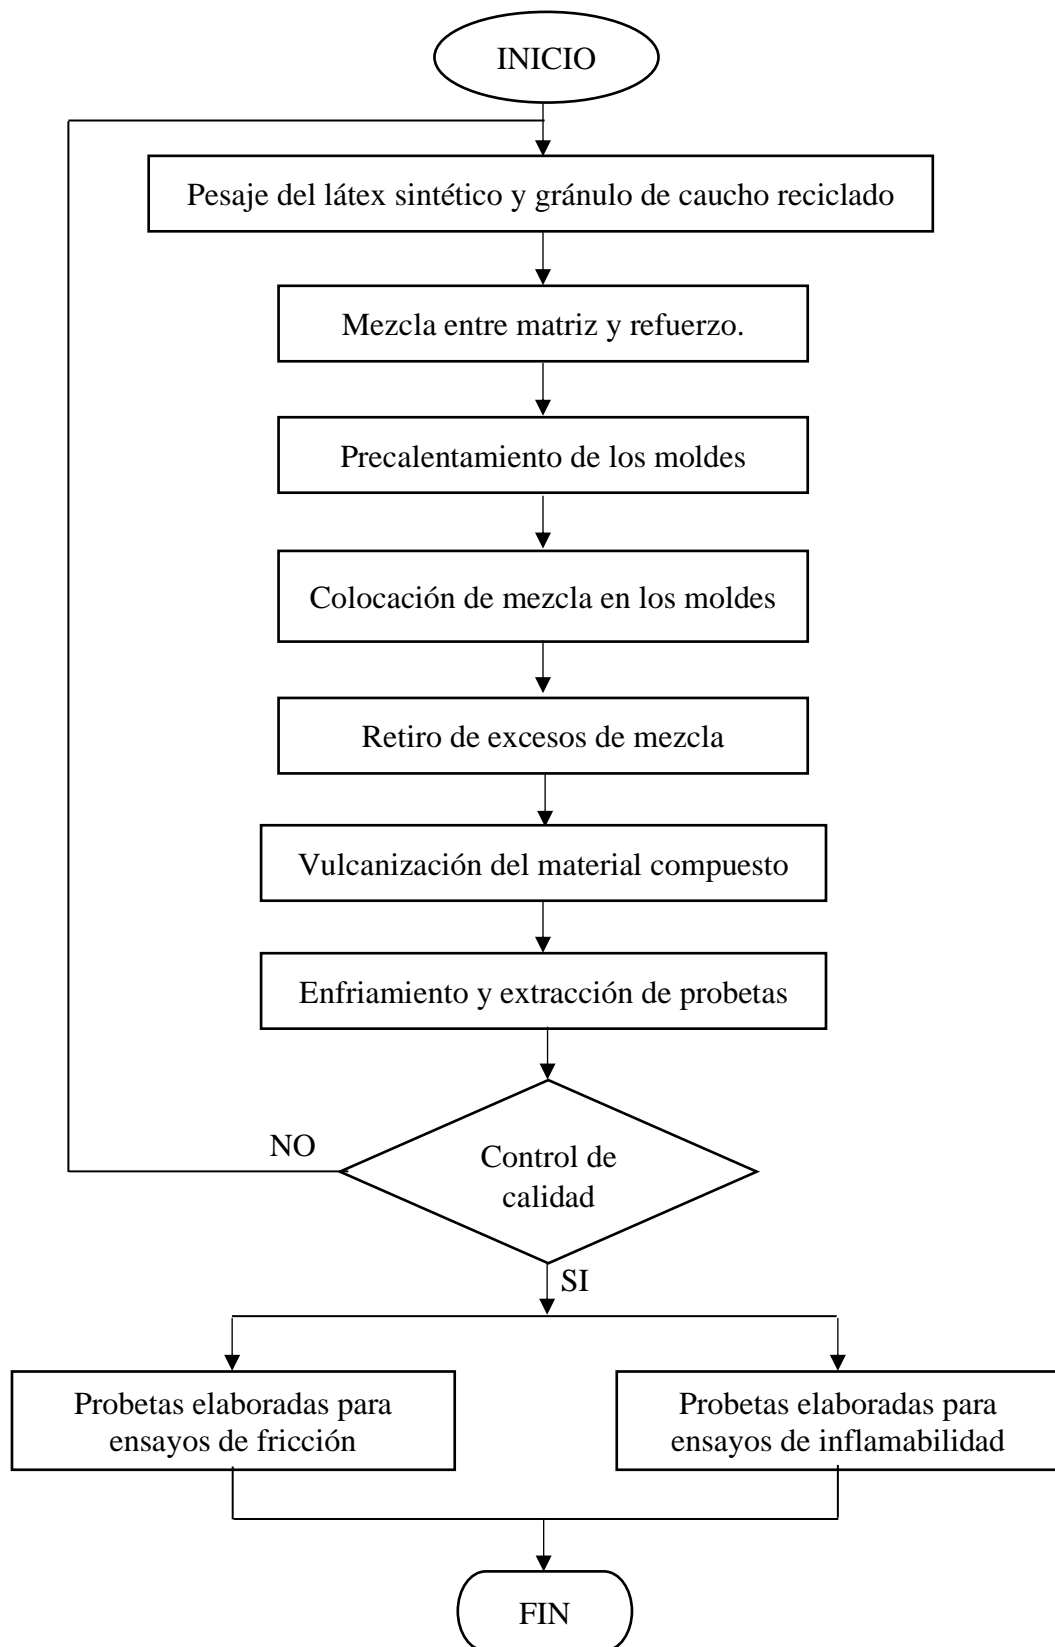 INICIO
Pesaje del látex sintético y gránulo de caucho reciclado
Mezcla entre matriz y refuerzo.
Precalentamiento de los moldes
Colocación de mezcla en los moldes
Retiro de excesos de mezcla
Vulcanización del material compuesto
Enfriamiento y extracción de probetas
NO
Control de
calidad
SI
Probetas elaboradas para
ensayos de fricción
Probetas elaboradas para
ensayos de inflamabilidad
FIN